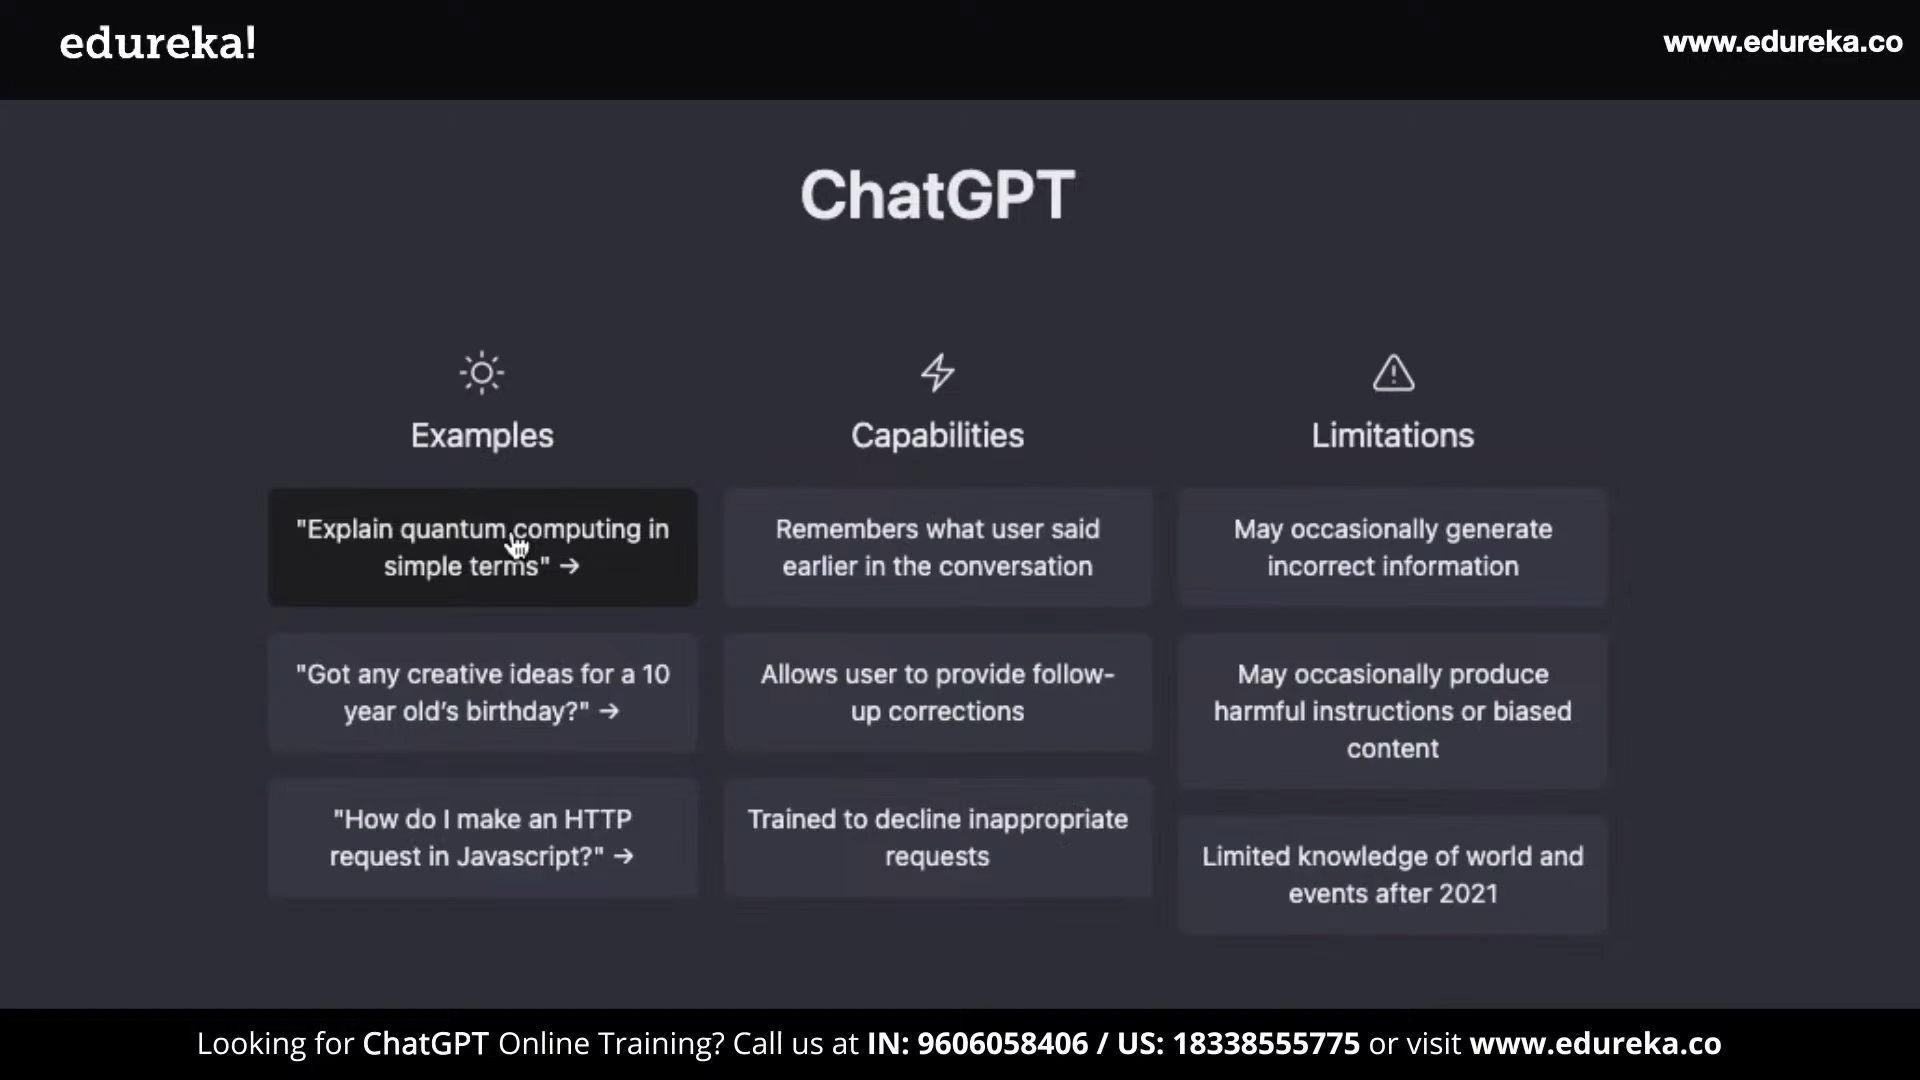 edureka!
www.edureka.co
ChatGPT
Examples
"Explain quantum computing in
simple terms" →
"Got any creative ideas for a 10
year old's birthday?" →
"How do I make an HTTP
request in Javascript?" →
Capabilities
Remembers what user said
earlier in the conversation
Allows user to provide follow-
up corrections
Trained to decline inappropriate
requests
Limitations
May occasionally generate
incorrect information
May occasionally produce
harmful instructions or biased
content
Limited knowledge of world and
events after 2021
Looking for ChatGPT Online Training? Call us at IN: 9606058406 / US: 18338555775 or visit www.edureka.co